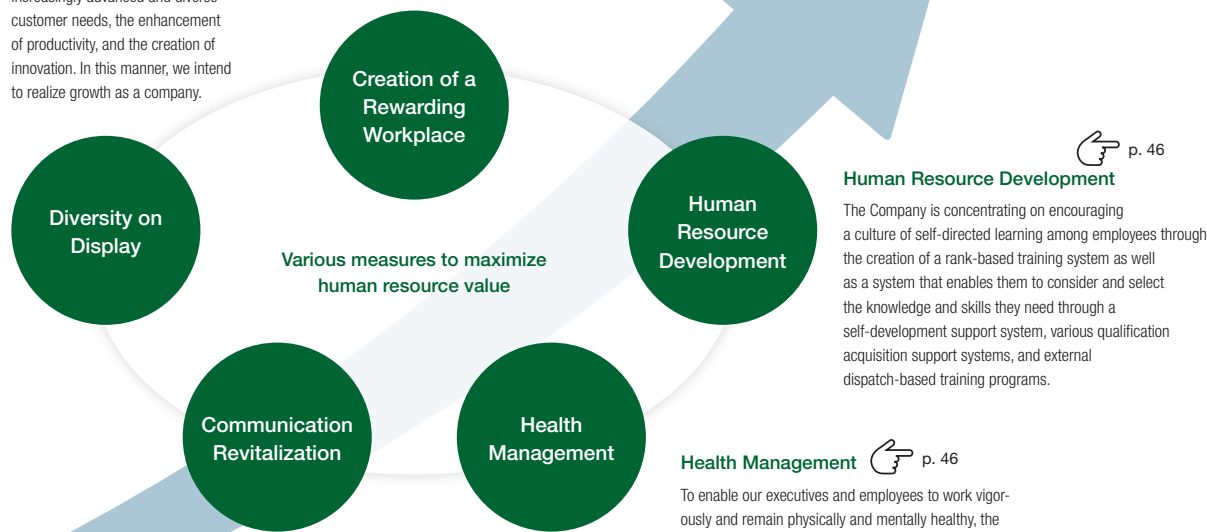 increasingly advanced and diverse
customer needs, the enhancement
of productivity, and the creation of
innovation. In this manner, we intend
to realize growth as a company.
Creation of a
Rewarding
Workplace
Diversity on
Display
Human
Resource
Development
Various measures to maximize
human resource value
Communication
Revitalization
Health
Management
p. 46
Human Resource Development
The Company is concentrating on encouraging
a culture of self-directed learning among employees through
the creation of a rank-based training system as well
as a system that enables them to consider and select
the knowledge and skills they need through a
self-development support system, various qualification
acquisition support systems, and external
dispatch-based training programs.
Health Management p. 46
To enable our executives and employees to work vigor-
ously and remain physically and mentally healthy, the